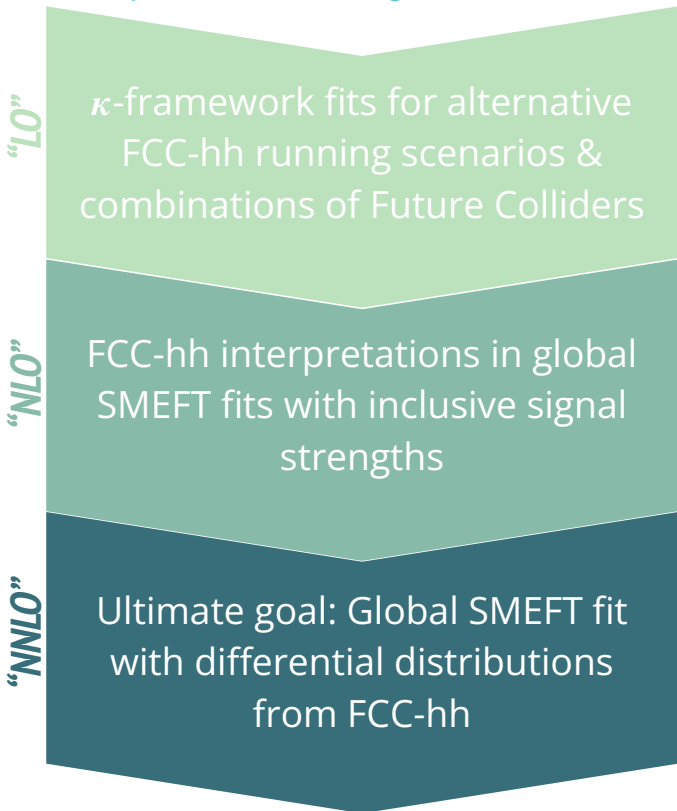 “LO”
κ-framework fits for alternative
FCC-hh running scenarios &
combinations of Future Colliders
“NLO”
FCC-hh interpretations in global
SMEFT fits with inclusive signal
strengths
“NNLO”
Ultimate goal: Global SMEFT fit
with differential distributions
from FCC-hh